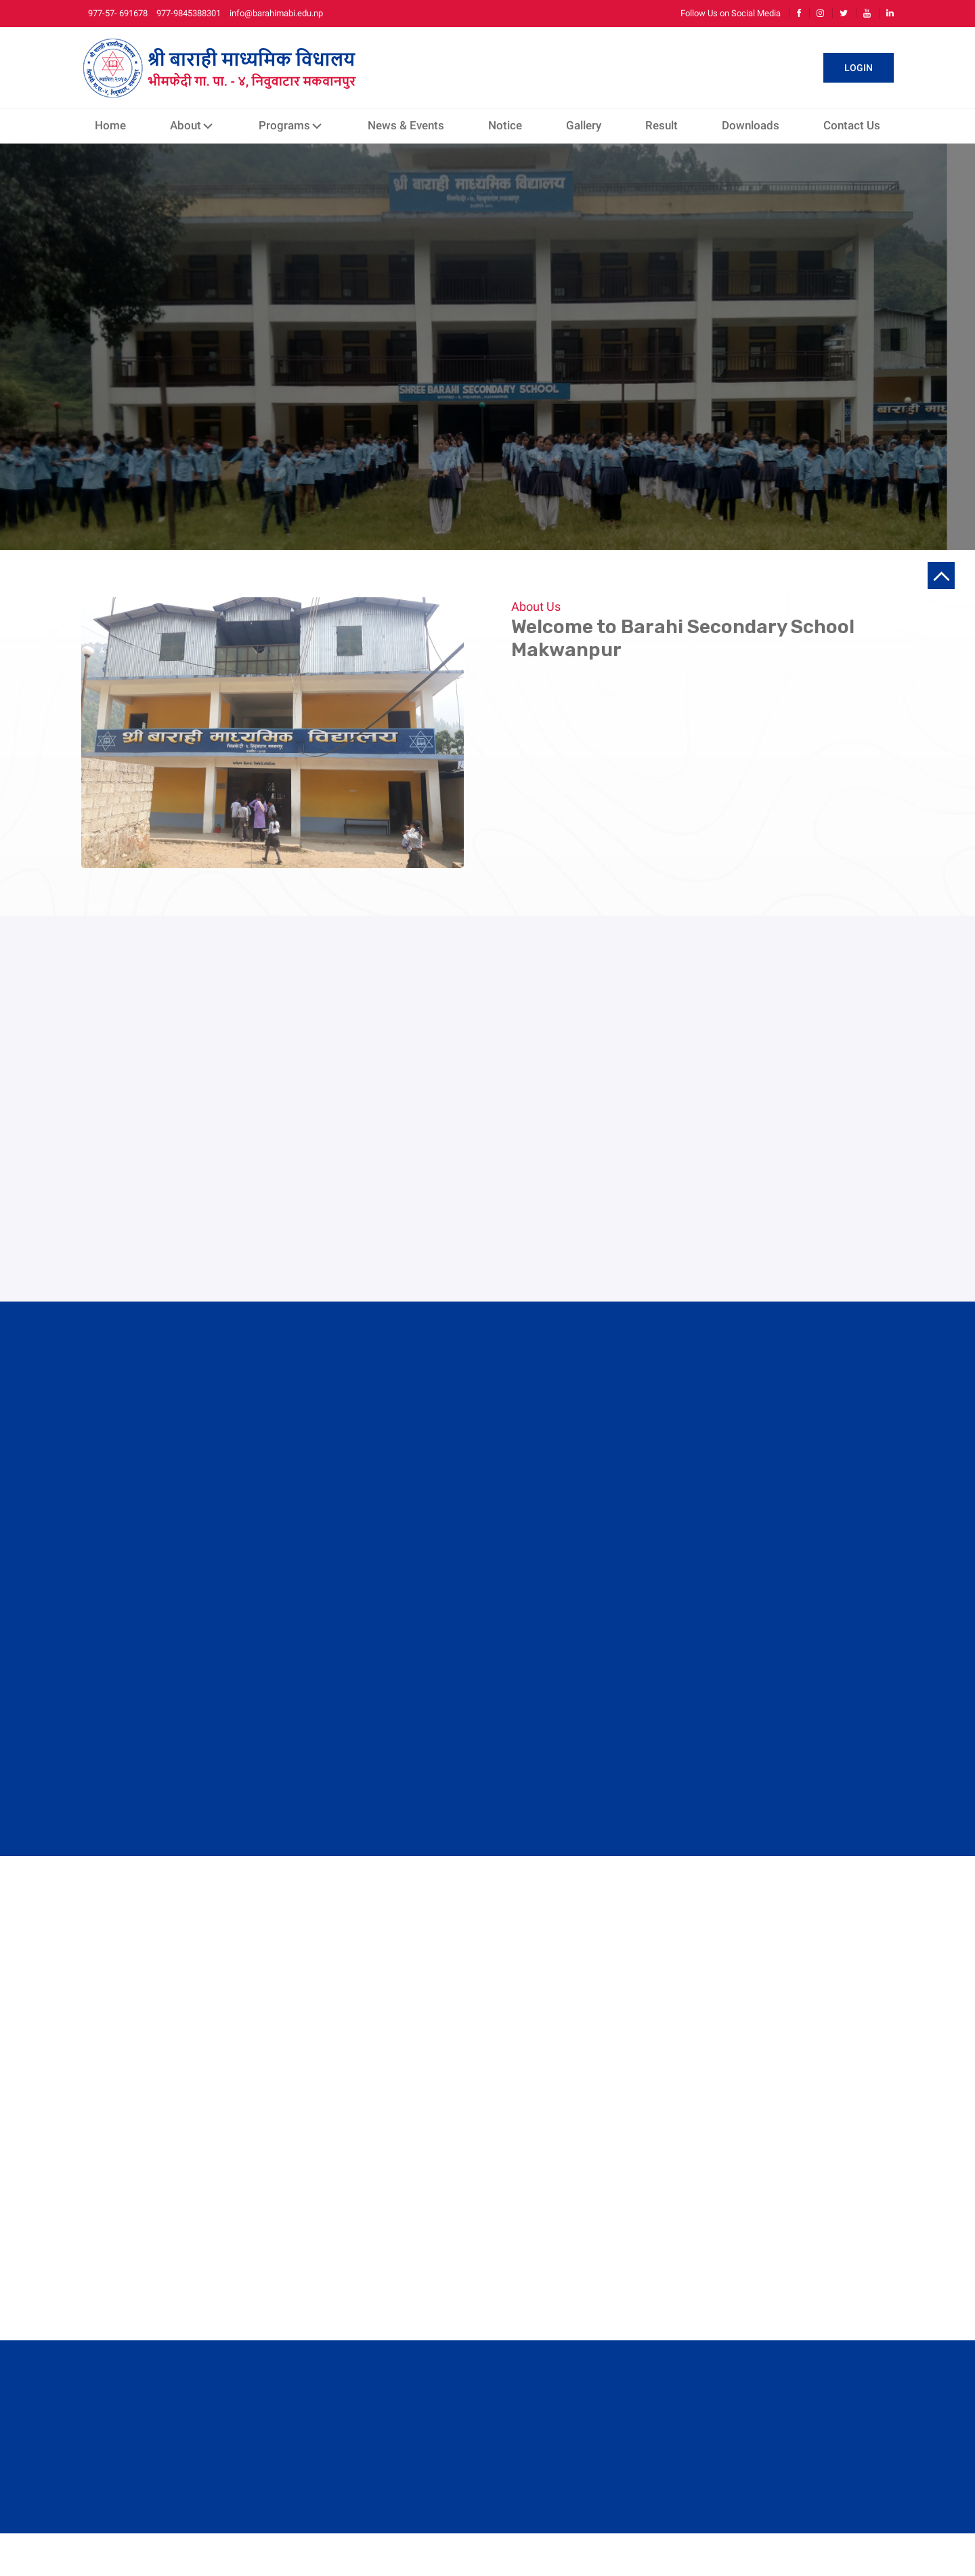 977-57- 691678 977-9845388301 info@barahimabi.edu.np Follow Us on Social Media
श्री बाराही माध्यमिक विधालय
भीमफेदी गा. पा. - ४, निवुवाटार मकवानपुर
LOGIN
Home About Programs News & Events Notice Gallery Result Downloads Contact Us
श्री बाराही माध्यमिक विद्यालय
SHREE BARAHI SECONDARY SCHOOL
श्री बाराही माध्य
About Us
Welcome to Barahi Secondary School
Makwanpur
श्री बाराही माध्यमिक विद्यालय